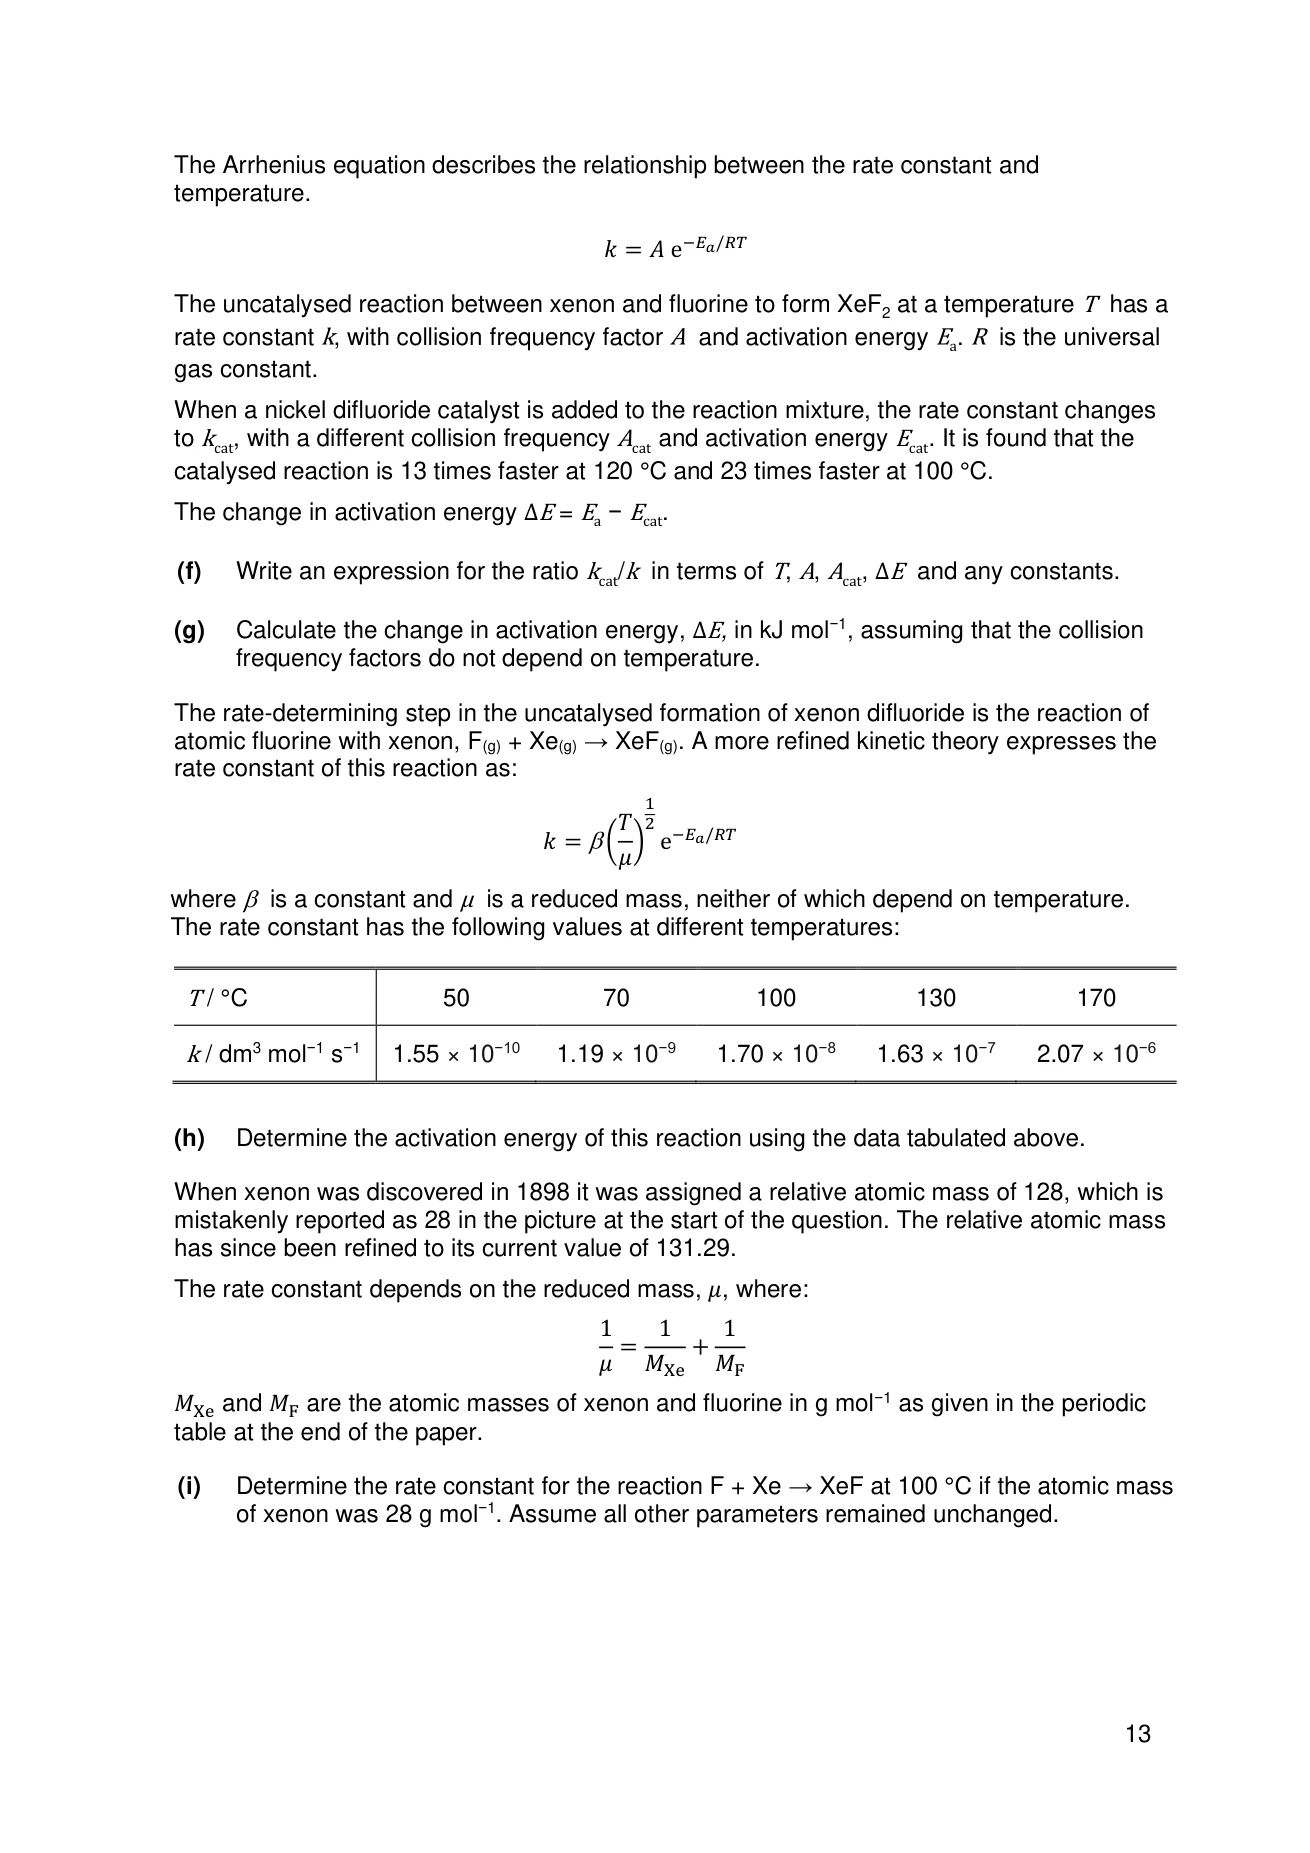 The Arrhenius equation describes the relationship between the rate constant and
temperature.
k = A e^{−E_a/RT}
The uncatalysed reaction between xenon and fluorine to form XeF₂ at a temperature T has a
rate constant k, with collision frequency factor A and activation energy Eₐ. R is the universal
gas constant.
When a nickel difluoride catalyst is added to the reaction mixture, the rate constant changes
to k_cat, with a different collision frequency A_cat and activation energy E_cat. It is found that the
catalysed reaction is 13 times faster at 120 °C and 23 times faster at 100 °C.
The change in activation energy ΔE = Eₐ − E_cat.
(f) Write an expression for the ratio k_cat/k in terms of T, A, A_cat, ΔE and any constants.
(g) Calculate the change in activation energy, ΔE, in kJ mol⁻¹, assuming that the collision
frequency factors do not depend on temperature.
The rate-determining step in the uncatalysed formation of xenon difluoride is the reaction of
atomic fluorine with xenon, F(g) + Xe(g) → XeF(g). A more refined kinetic theory expresses the
rate constant of this reaction as:
k = β(T/μ)^{1/2} e^{−E_a/RT}
where β is a constant and μ is a reduced mass, neither of which depend on temperature.
The rate constant has the following values at different temperatures:
T / °C 50 70 100 130 170
k / dm³ mol⁻¹ s⁻¹ 1.55 × 10⁻¹⁰ 1.19 × 10⁻⁹ 1.70 × 10⁻⁸ 1.63 × 10⁻⁷ 2.07 × 10⁻⁶
(h) Determine the activation energy of this reaction using the data tabulated above.
When xenon was discovered in 1898 it was assigned a relative atomic mass of 128, which is
mistakenly reported as 28 in the picture at the start of the question. The relative atomic mass
has since been refined to its current value of 131.29.
The rate constant depends on the reduced mass, μ, where:
1/μ = 1/M_Xe + 1/M_F
M_Xe and M_F are the atomic masses of xenon and fluorine in g mol⁻¹ as given in the periodic
table at the end of the paper.
(i) Determine the rate constant for the reaction F + Xe → XeF at 100 °C if the atomic mass
of xenon was 28 g mol⁻¹. Assume all other parameters remained unchanged.
13